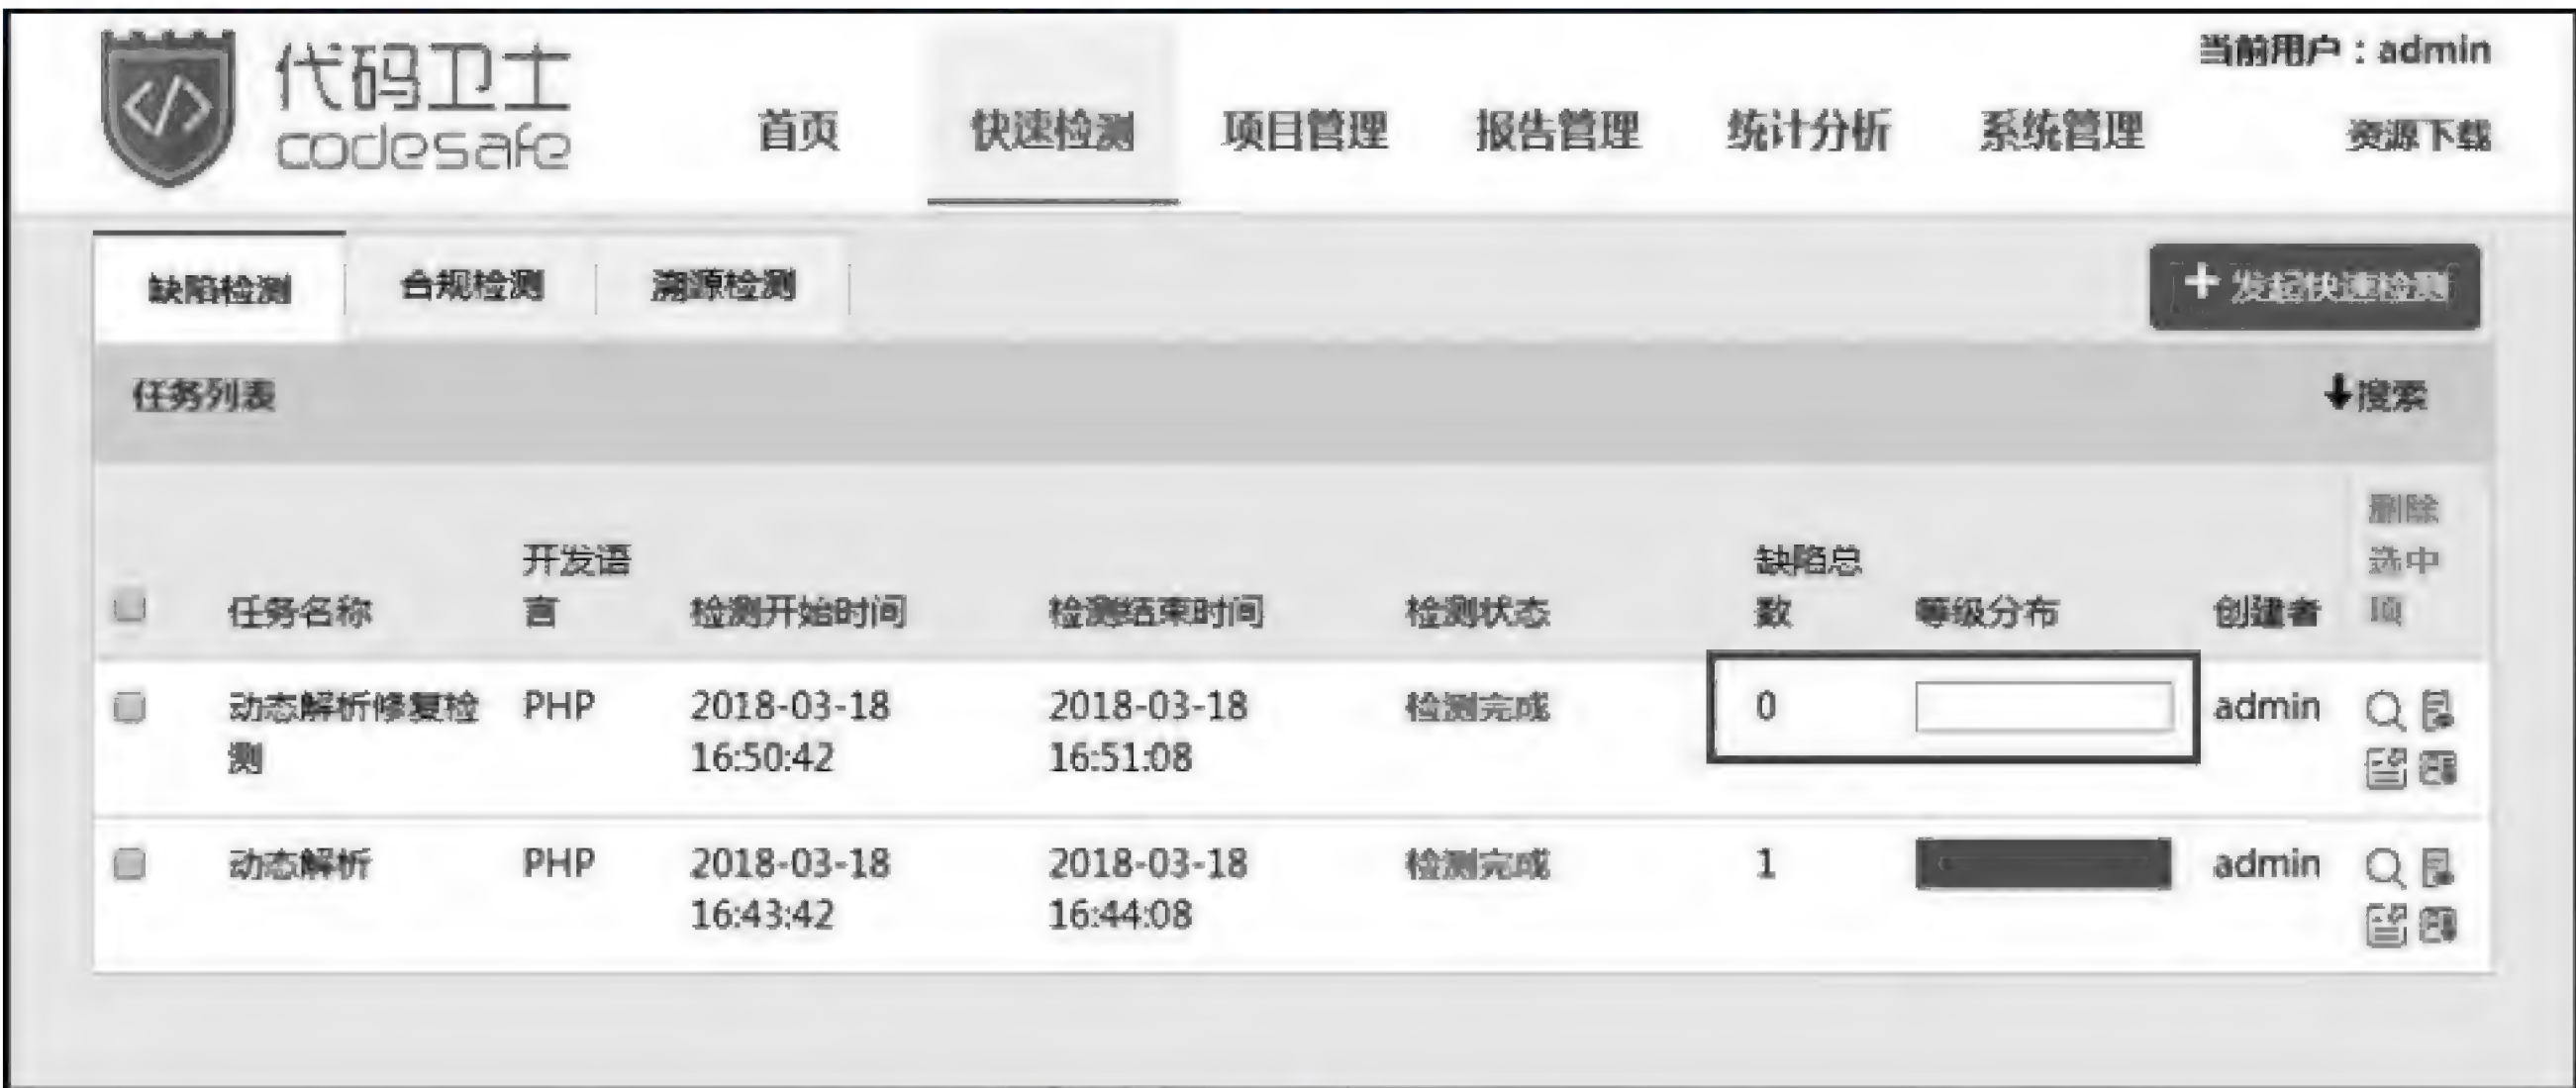 代码卫士
codesafe
当前用户：admin
首页 快速检测 项目管理 报告管理 统计分析 系统管理 资源下载
缺陷检测 合规检测 溯源检测 + 发起快速检测
任务列表 搜索
任务名称 开发语言 检测开始时间 检测结束时间 检测状态 缺陷总数 等级分布 创建者 删除选中项
动态解析修复检测 PHP 2018-03-18 16:50:42 2018-03-18 16:51:08 检测完成 0 admin
动态解析 PHP 2018-03-18 16:43:42 2018-03-18 16:44:08 检测完成 1 admin